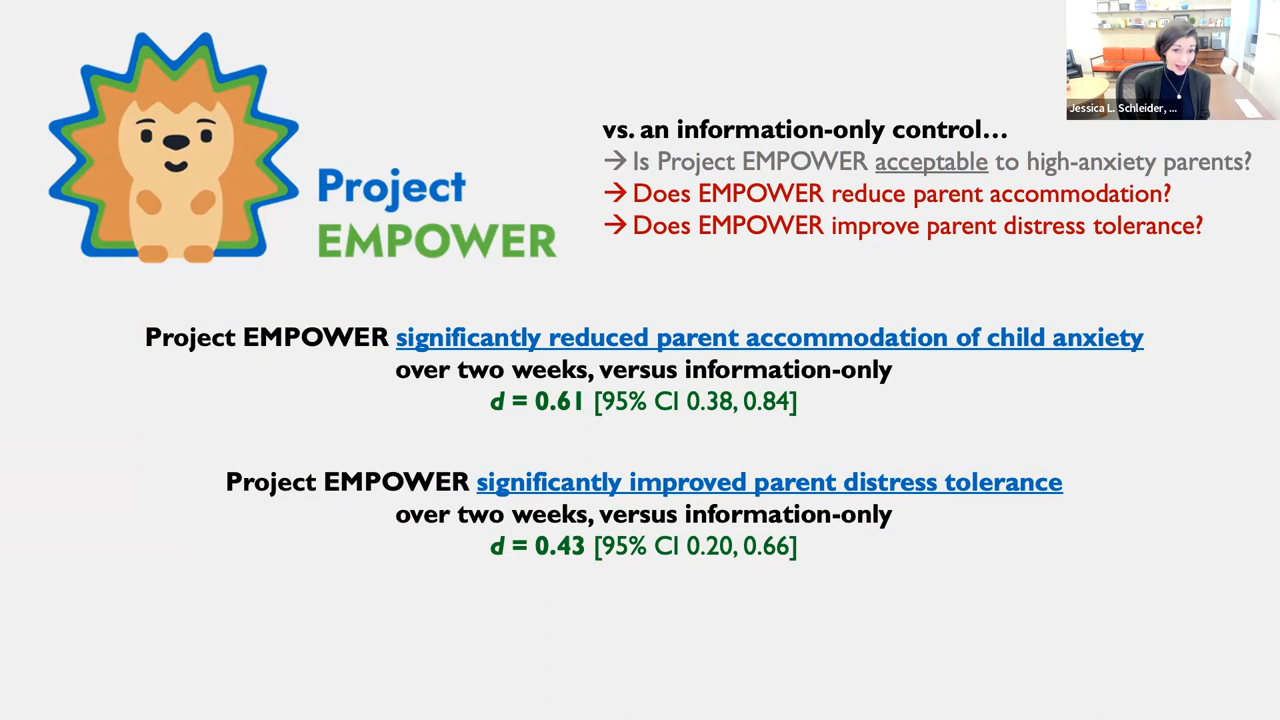 Jessica L. Schleider, ...
vs. an information-only control...
→ Is Project EMPOWER acceptable to high-anxiety parents?
→ Does EMPOWER reduce parent accommodation?
→ Does EMPOWER improve parent distress tolerance?
Project
EMPOWER
Project EMPOWER significantly reduced parent accommodation of child anxiety
over two weeks, versus information-only
d = 0.61 [95% CI 0.38, 0.84]
Project EMPOWER significantly improved parent distress tolerance
over two weeks, versus information-only
d = 0.43 [95% CI 0.20, 0.66]